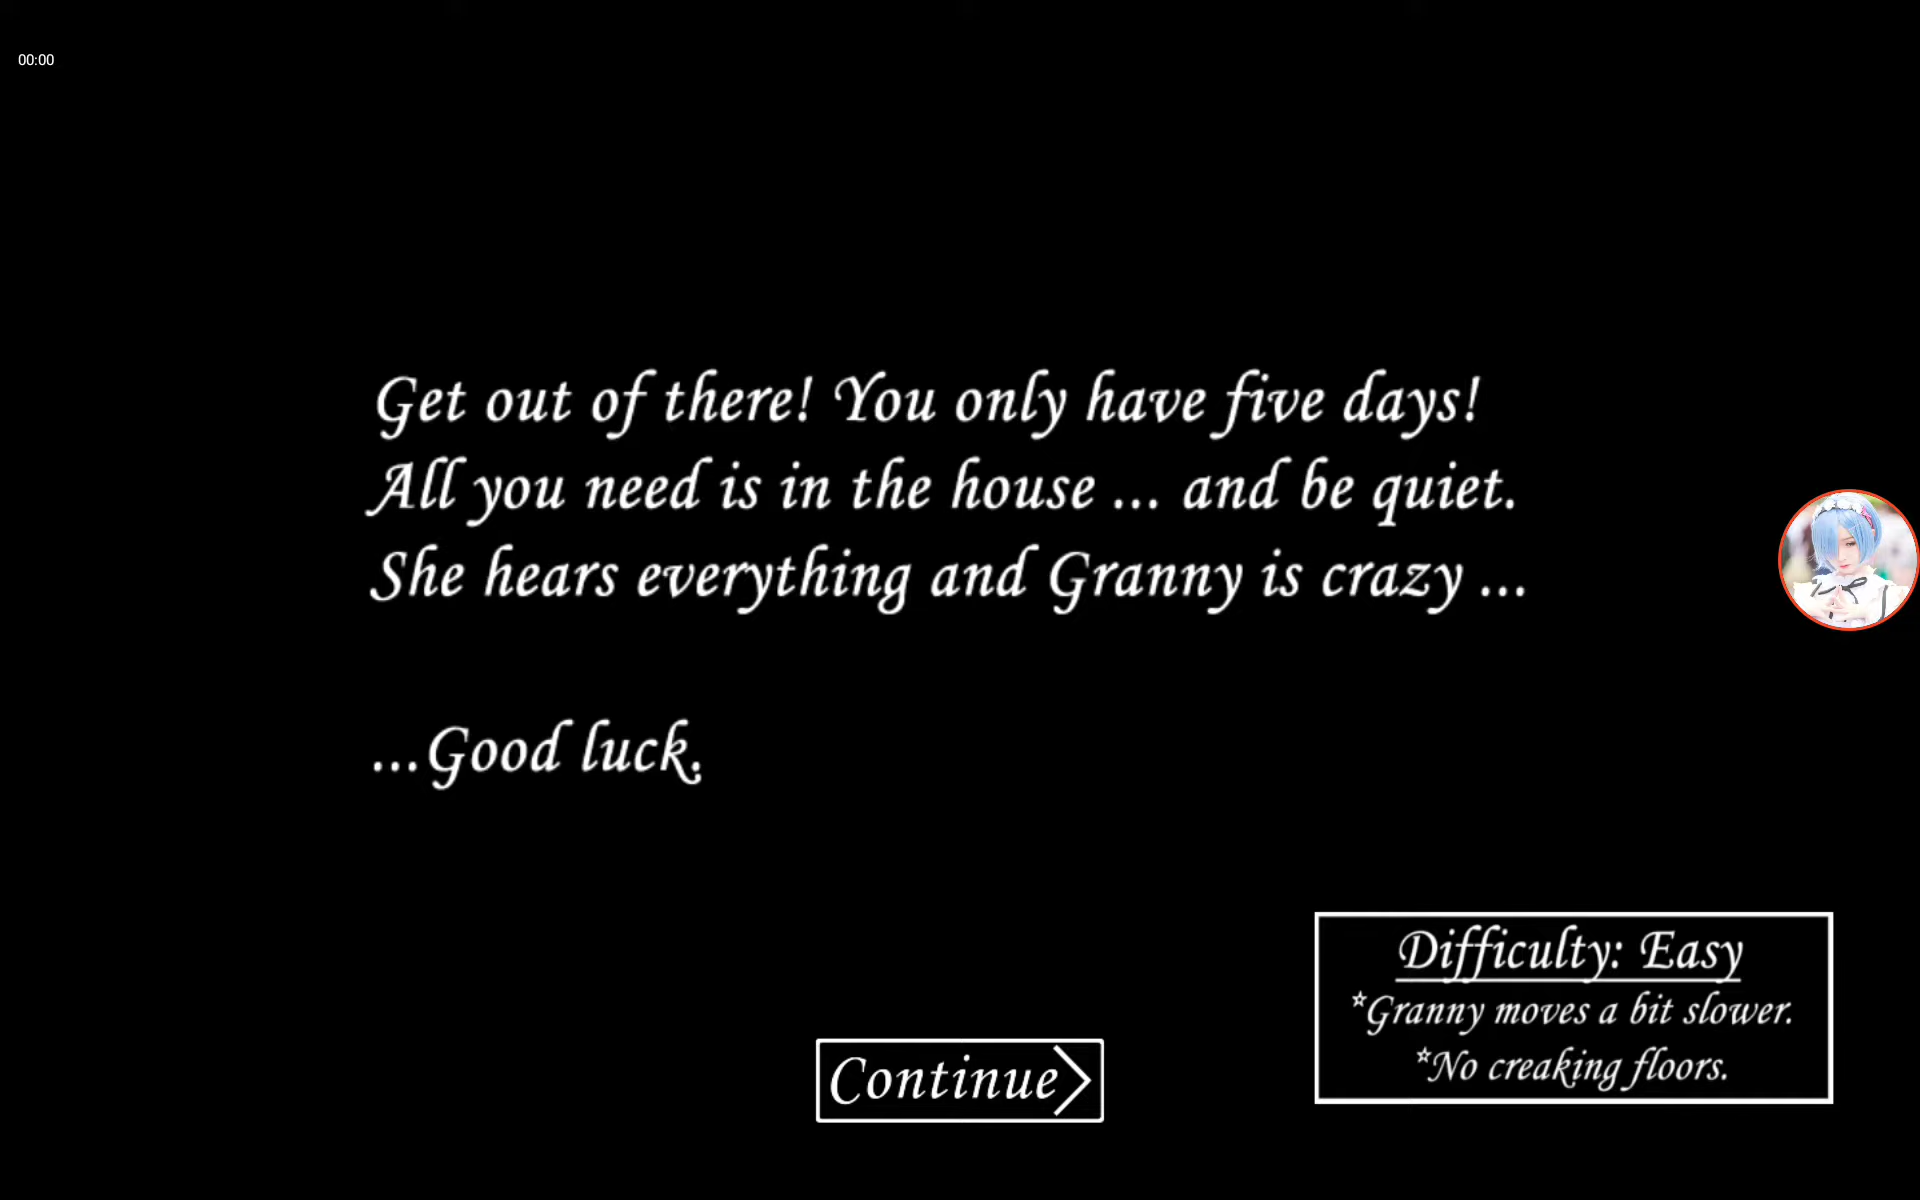 00:00
Get out of there! You only have five days!
All you need is in the house ... and be quiet.
She hears everything and Granny is crazy ...
...Good luck.
Difficulty: Easy
*Granny moves a bit slower.
*No creaking floors.
Continue>